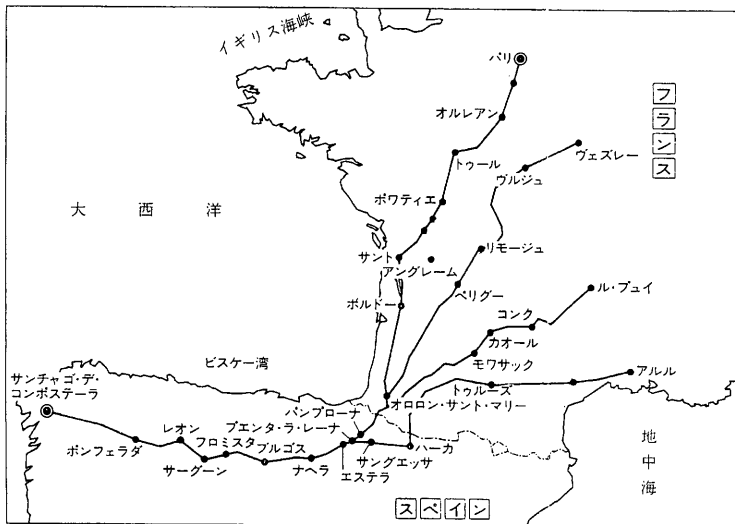 イギリス海峡
パリ
フランス
オルレアン
トゥール
ヴェズレー
ヴルジュ
ポワティエ
大西洋
サント
アングレーム
リモージュ
ボルドー
ペリグー
ル・プュイ
コンク
カオール
モワサック
ビスケー湾
サンチャゴ・デ・
コンポステーラ
トゥルーズ
アルル
オロロン・サント・マリー
パンプローナ
プエンタ・ラ・レーナ
レオン
フロミスタ
ブルゴス
ハーカ
ポンフェラダ
サーグーン
ナヘラ
エステラ
サングエッサ
地中海
スペイン